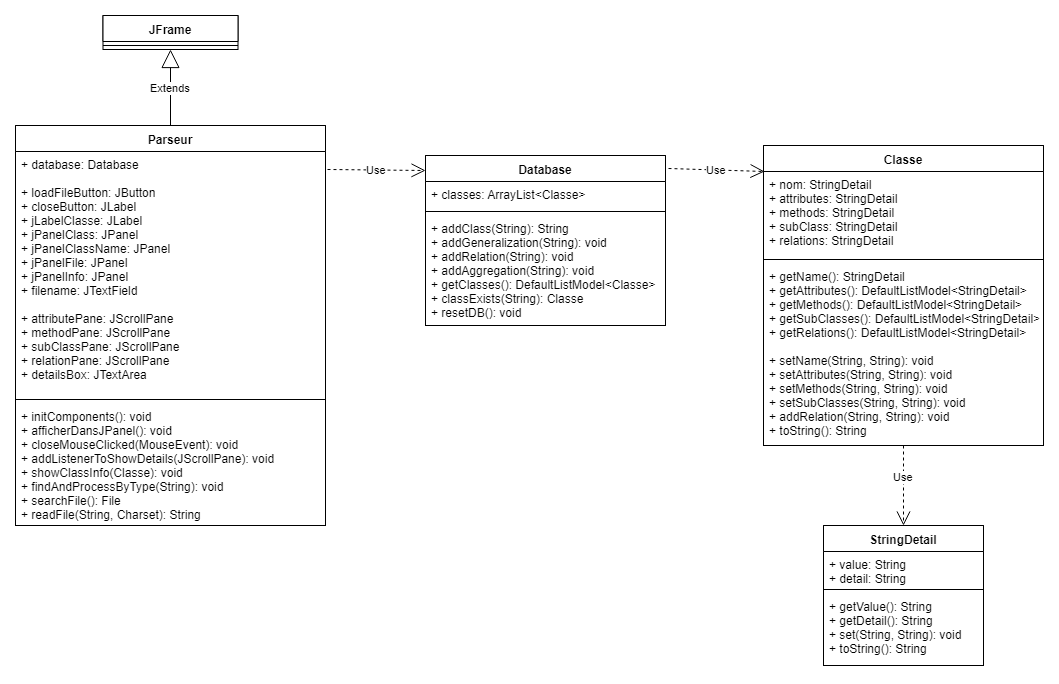 JFrame
Extends
Parseur
+ database: Database
+ loadFileButton: JButton
+ closeButton: JLabel
+ jLabelClasse: JLabel
+ jPanelClass: JPanel
+ jPanelClassName: JPanel
+ jPanelFile: JPanel
+ jPanelInfo: JPanel
+ filename: JTextField
+ attributePane: JScrollPane
+ methodPane: JScrollPane
+ subClassPane: JScrollPane
+ relationPane: JScrollPane
+ detailsBox: JTextArea
+ initComponents(): void
+ afficherDansJPanel(): void
+ closeMouseClicked(MouseEvent): void
+ addListenerToShowDetails(JScrollPane): void
+ showClassInfo(Classe): void
+ findAndProcessByType(String): void
+ searchFile(): File
+ readFile(String, Charset): String
Use
Database
+ classes: ArrayList<Classe>
+ addClass(String): String
+ addGeneralization(String): void
+ addRelation(String): void
+ addAggregation(String): void
+ getClasses(): DefaultListModel<Classe>
+ classExists(String): Classe
+ resetDB(): void
Use
Classe
+ nom: StringDetail
+ attributes: StringDetail
+ methods: StringDetail
+ subClass: StringDetail
+ relations: StringDetail
+ getName(): StringDetail
+ getAttributes(): DefaultListModel<StringDetail>
+ getMethods(): DefaultListModel<StringDetail>
+ getSubClasses(): DefaultListModel<StringDetail>
+ getRelations(): DefaultListModel<StringDetail>
+ setName(String, String): void
+ setAttributes(String, String): void
+ setMethods(String, String): void
+ setSubClasses(String, String): void
+ addRelation(String, String): void
+ toString(): String
Use
StringDetail
+ value: String
+ detail: String
+ getValue(): String
+ getDetail(): String
+ set(String, String): void
+ toString(): String